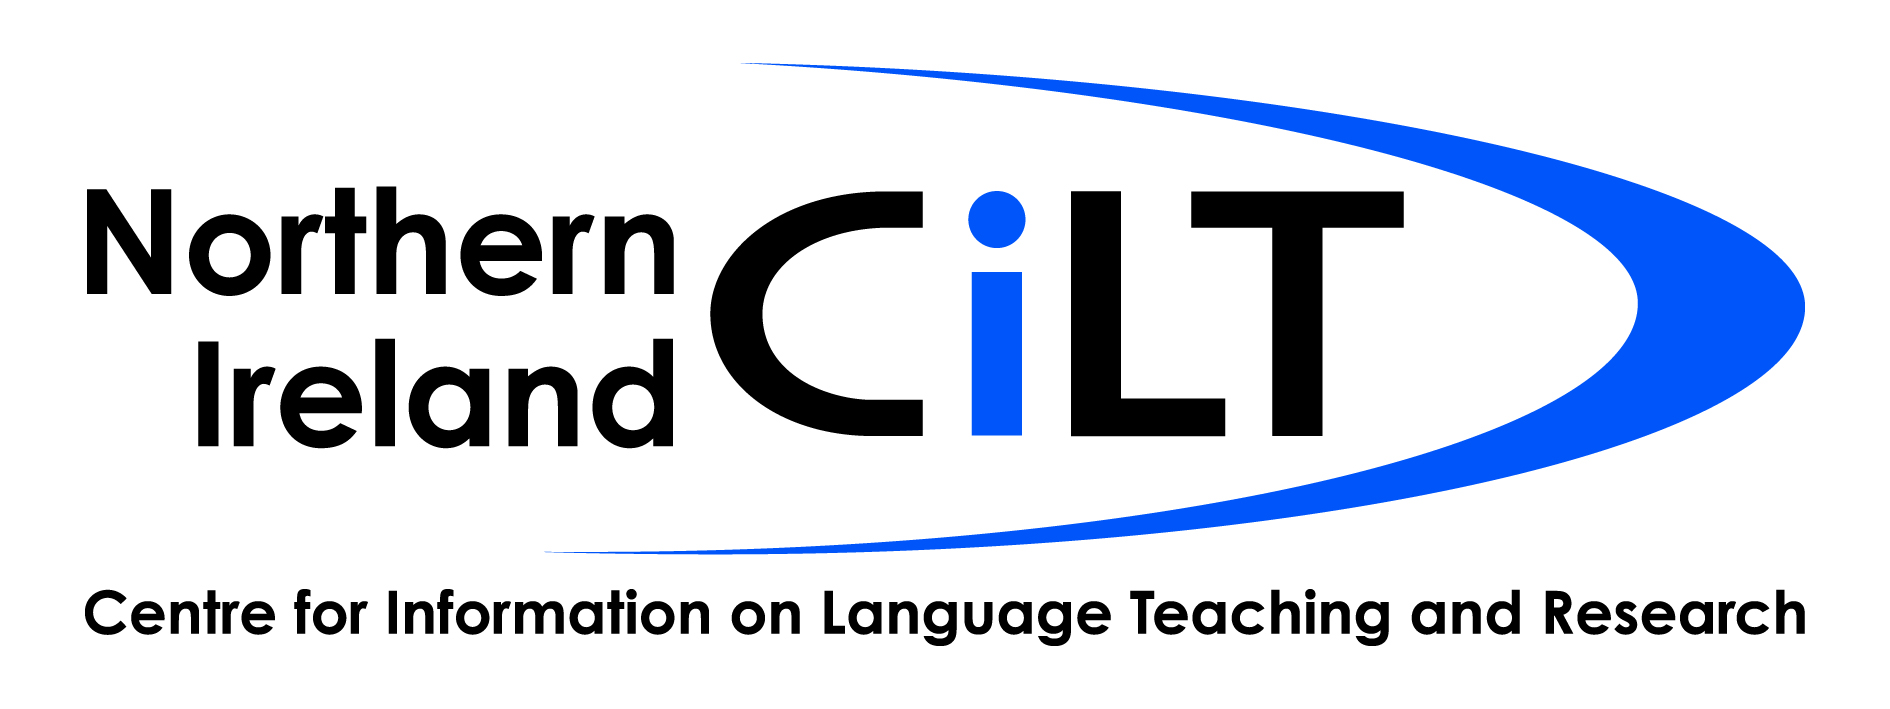 Northern
Ireland
CiLT
Centre for Information on Language Teaching and Research